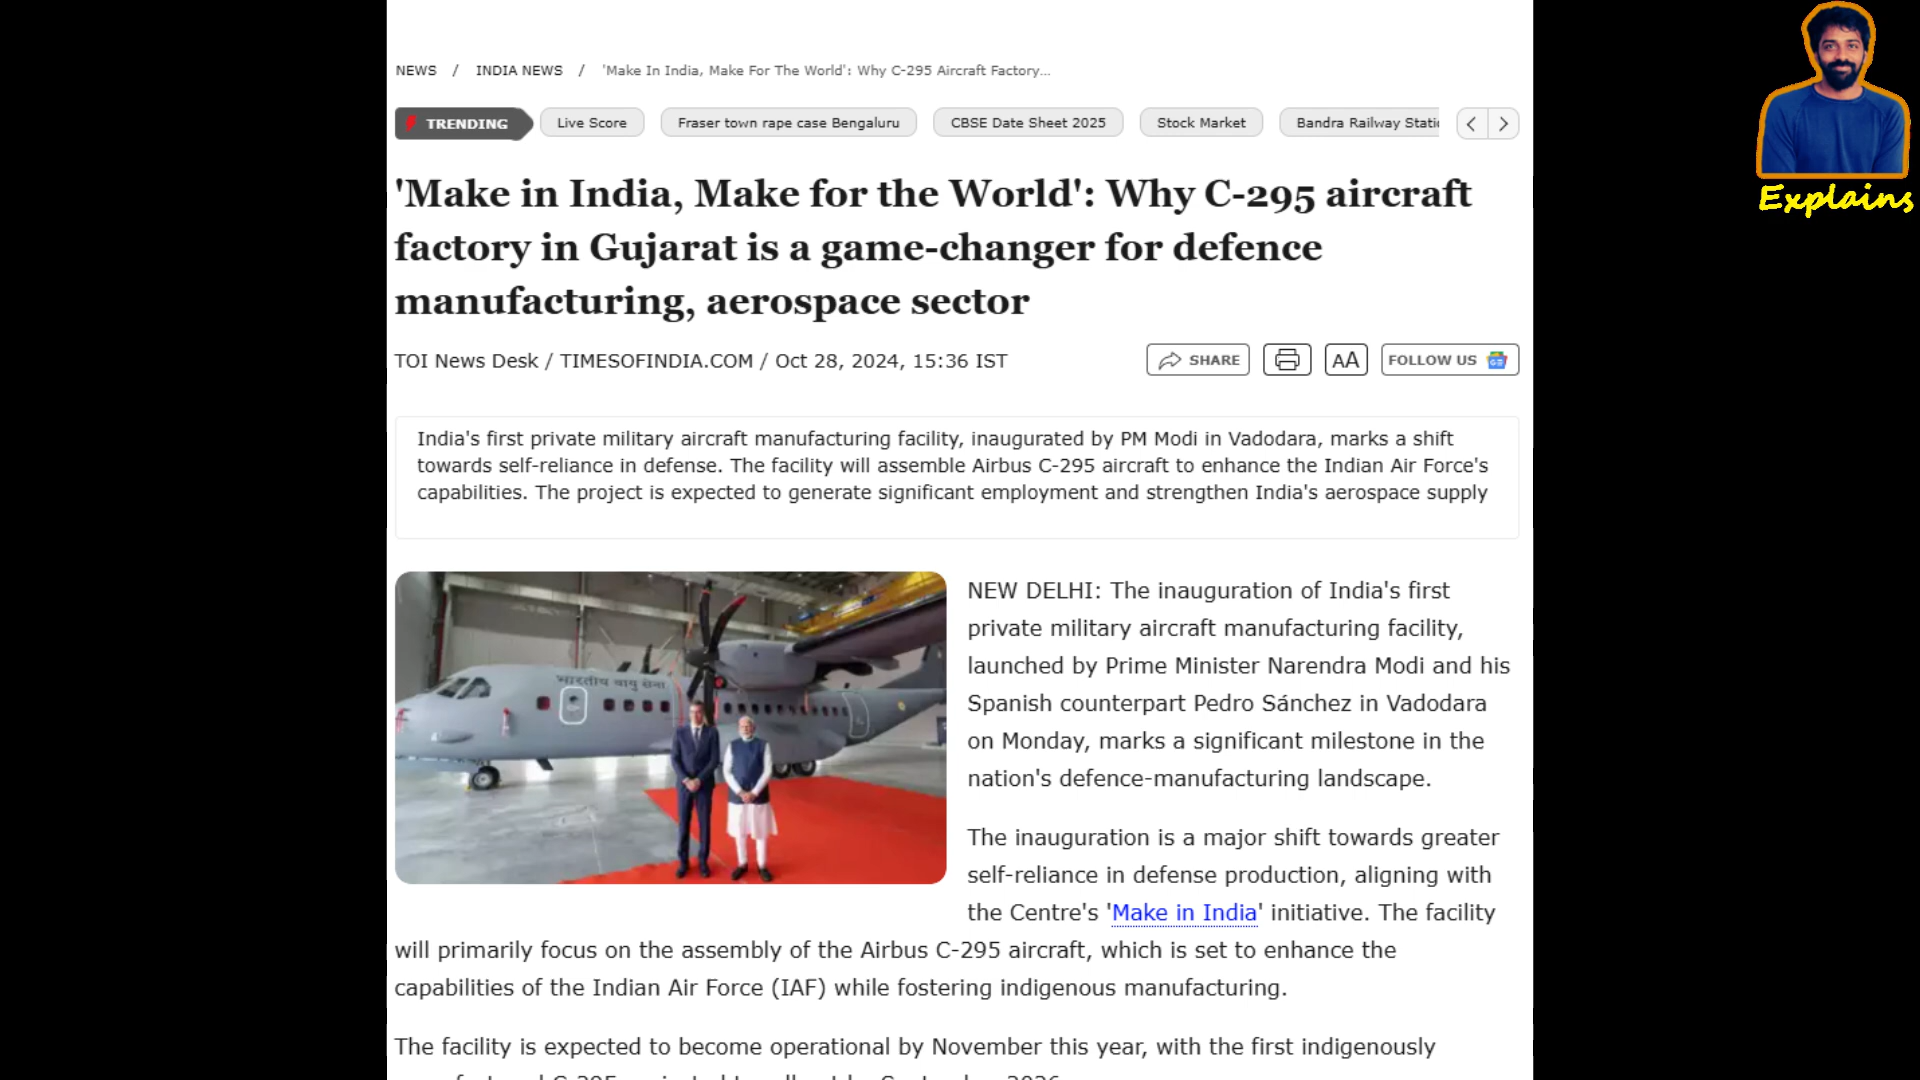 NEWS / INDIA NEWS / 'Make In India, Make For The World': Why C-295 Aircraft Factory...
TRENDING Live Score Fraser town rape case Bengaluru CBSE Date Sheet 2025 Stock Market Bandra Railway Static
Explains
'Make in India, Make for the World': Why C-295 aircraft
factory in Gujarat is a game-changer for defence
manufacturing, aerospace sector
TOI News Desk / TIMESOFINDIA.COM / Oct 28, 2024, 15:36 IST SHARE AA FOLLOW US
India's first private military aircraft manufacturing facility, inaugurated by PM Modi in Vadodara, marks a shift
towards self-reliance in defense. The facility will assemble Airbus C-295 aircraft to enhance the Indian Air Force's
capabilities. The project is expected to generate significant employment and strengthen India's aerospace supply
भारतीय वायु सेना
NEW DELHI: The inauguration of India's first
private military aircraft manufacturing facility,
launched by Prime Minister Narendra Modi and his
Spanish counterpart Pedro Sánchez in Vadodara
on Monday, marks a significant milestone in the
nation's defence-manufacturing landscape.
The inauguration is a major shift towards greater
self-reliance in defense production, aligning with
the Centre's 'Make in India' initiative. The facility
will primarily focus on the assembly of the Airbus C-295 aircraft, which is set to enhance the
capabilities of the Indian Air Force (IAF) while fostering indigenous manufacturing.
The facility is expected to become operational by November this year, with the first indigenously